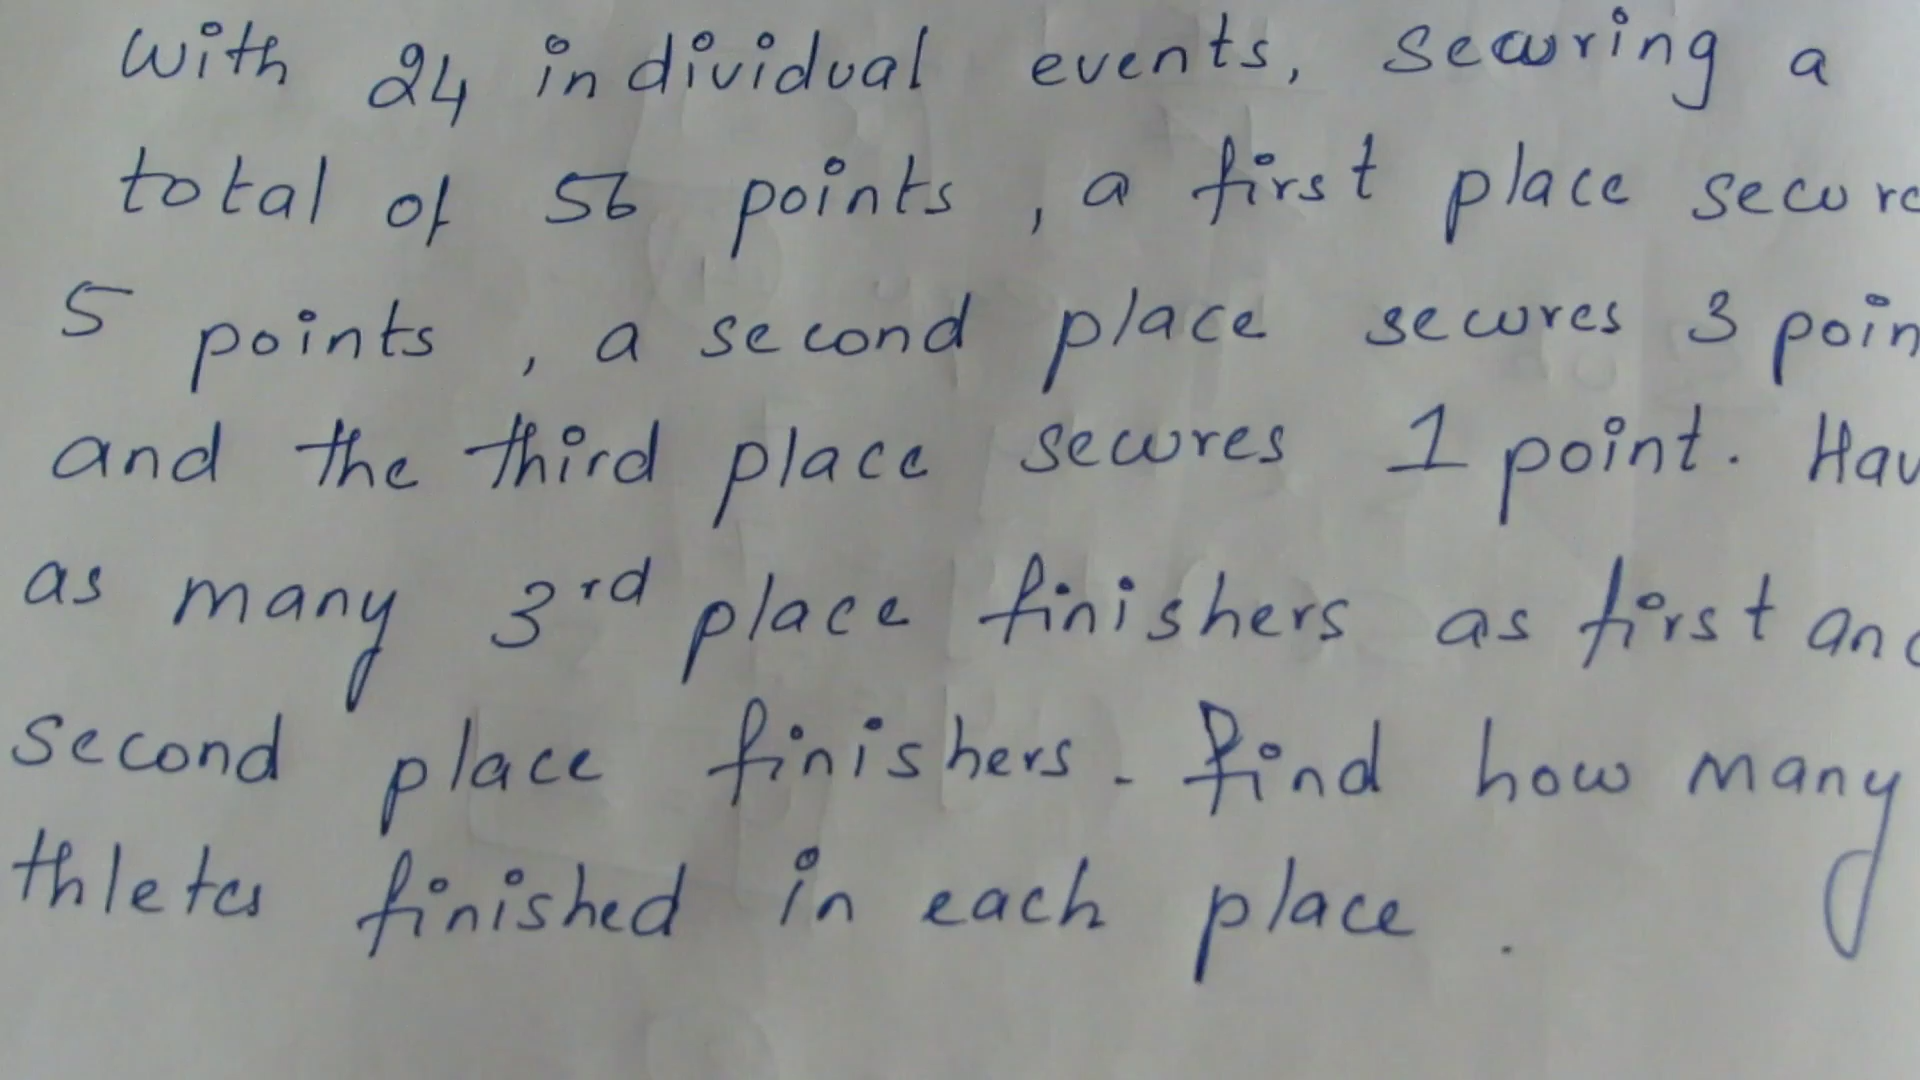 with 24 individual events, securing a
total of 56 points, a first place secure
5 points, a second place secures 3 poin
and the third place secures 1 point. Hav
as many 3rd place finishers as first and
second place finishers. Find how many
thletes finished in each place.